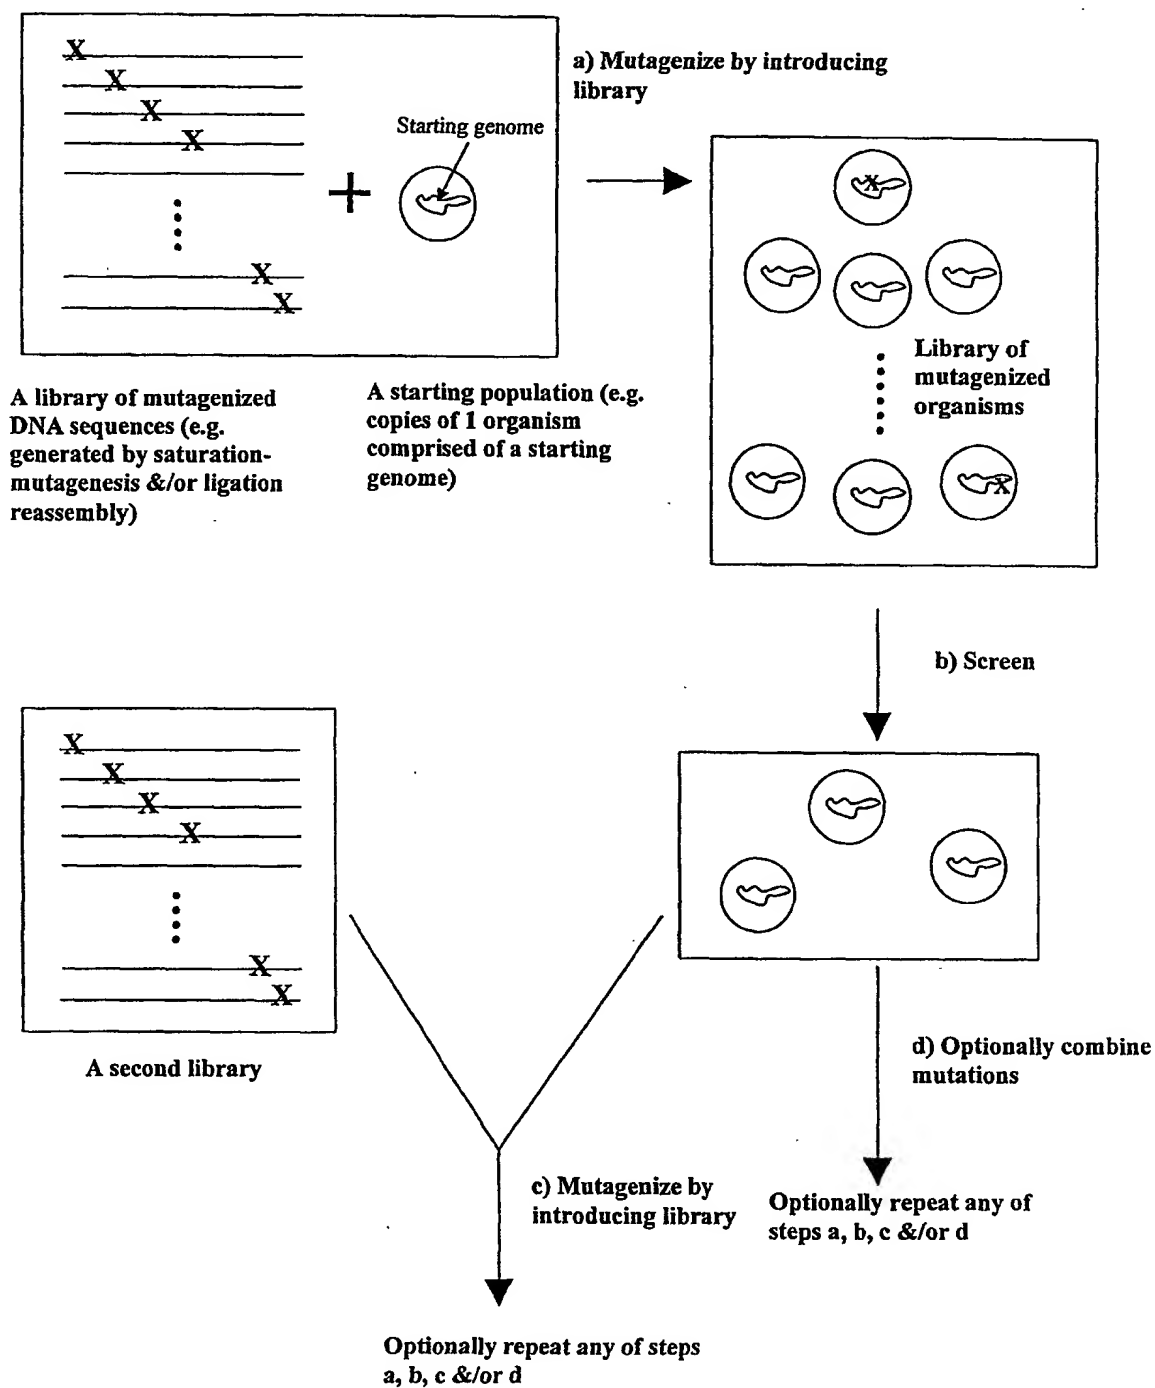 a) Mutagenize by introducing
library
Starting genome
X
X
X
X
X
X
+
X
X
A library of mutagenized
DNA sequences (e.g.
generated by saturation-
mutagenesis &/or ligation
reassembly)
A starting population (e.g.
copies of 1 organism
comprised of a starting
genome)
Library of
mutagenized
organisms
b) Screen
X
X
X
X
X
X
A second library
d) Optionally combine
mutations
c) Mutagenize by
introducing library
Optionally repeat any of
steps a, b, c &/or d
Optionally repeat any of steps
a, b, c &/or d